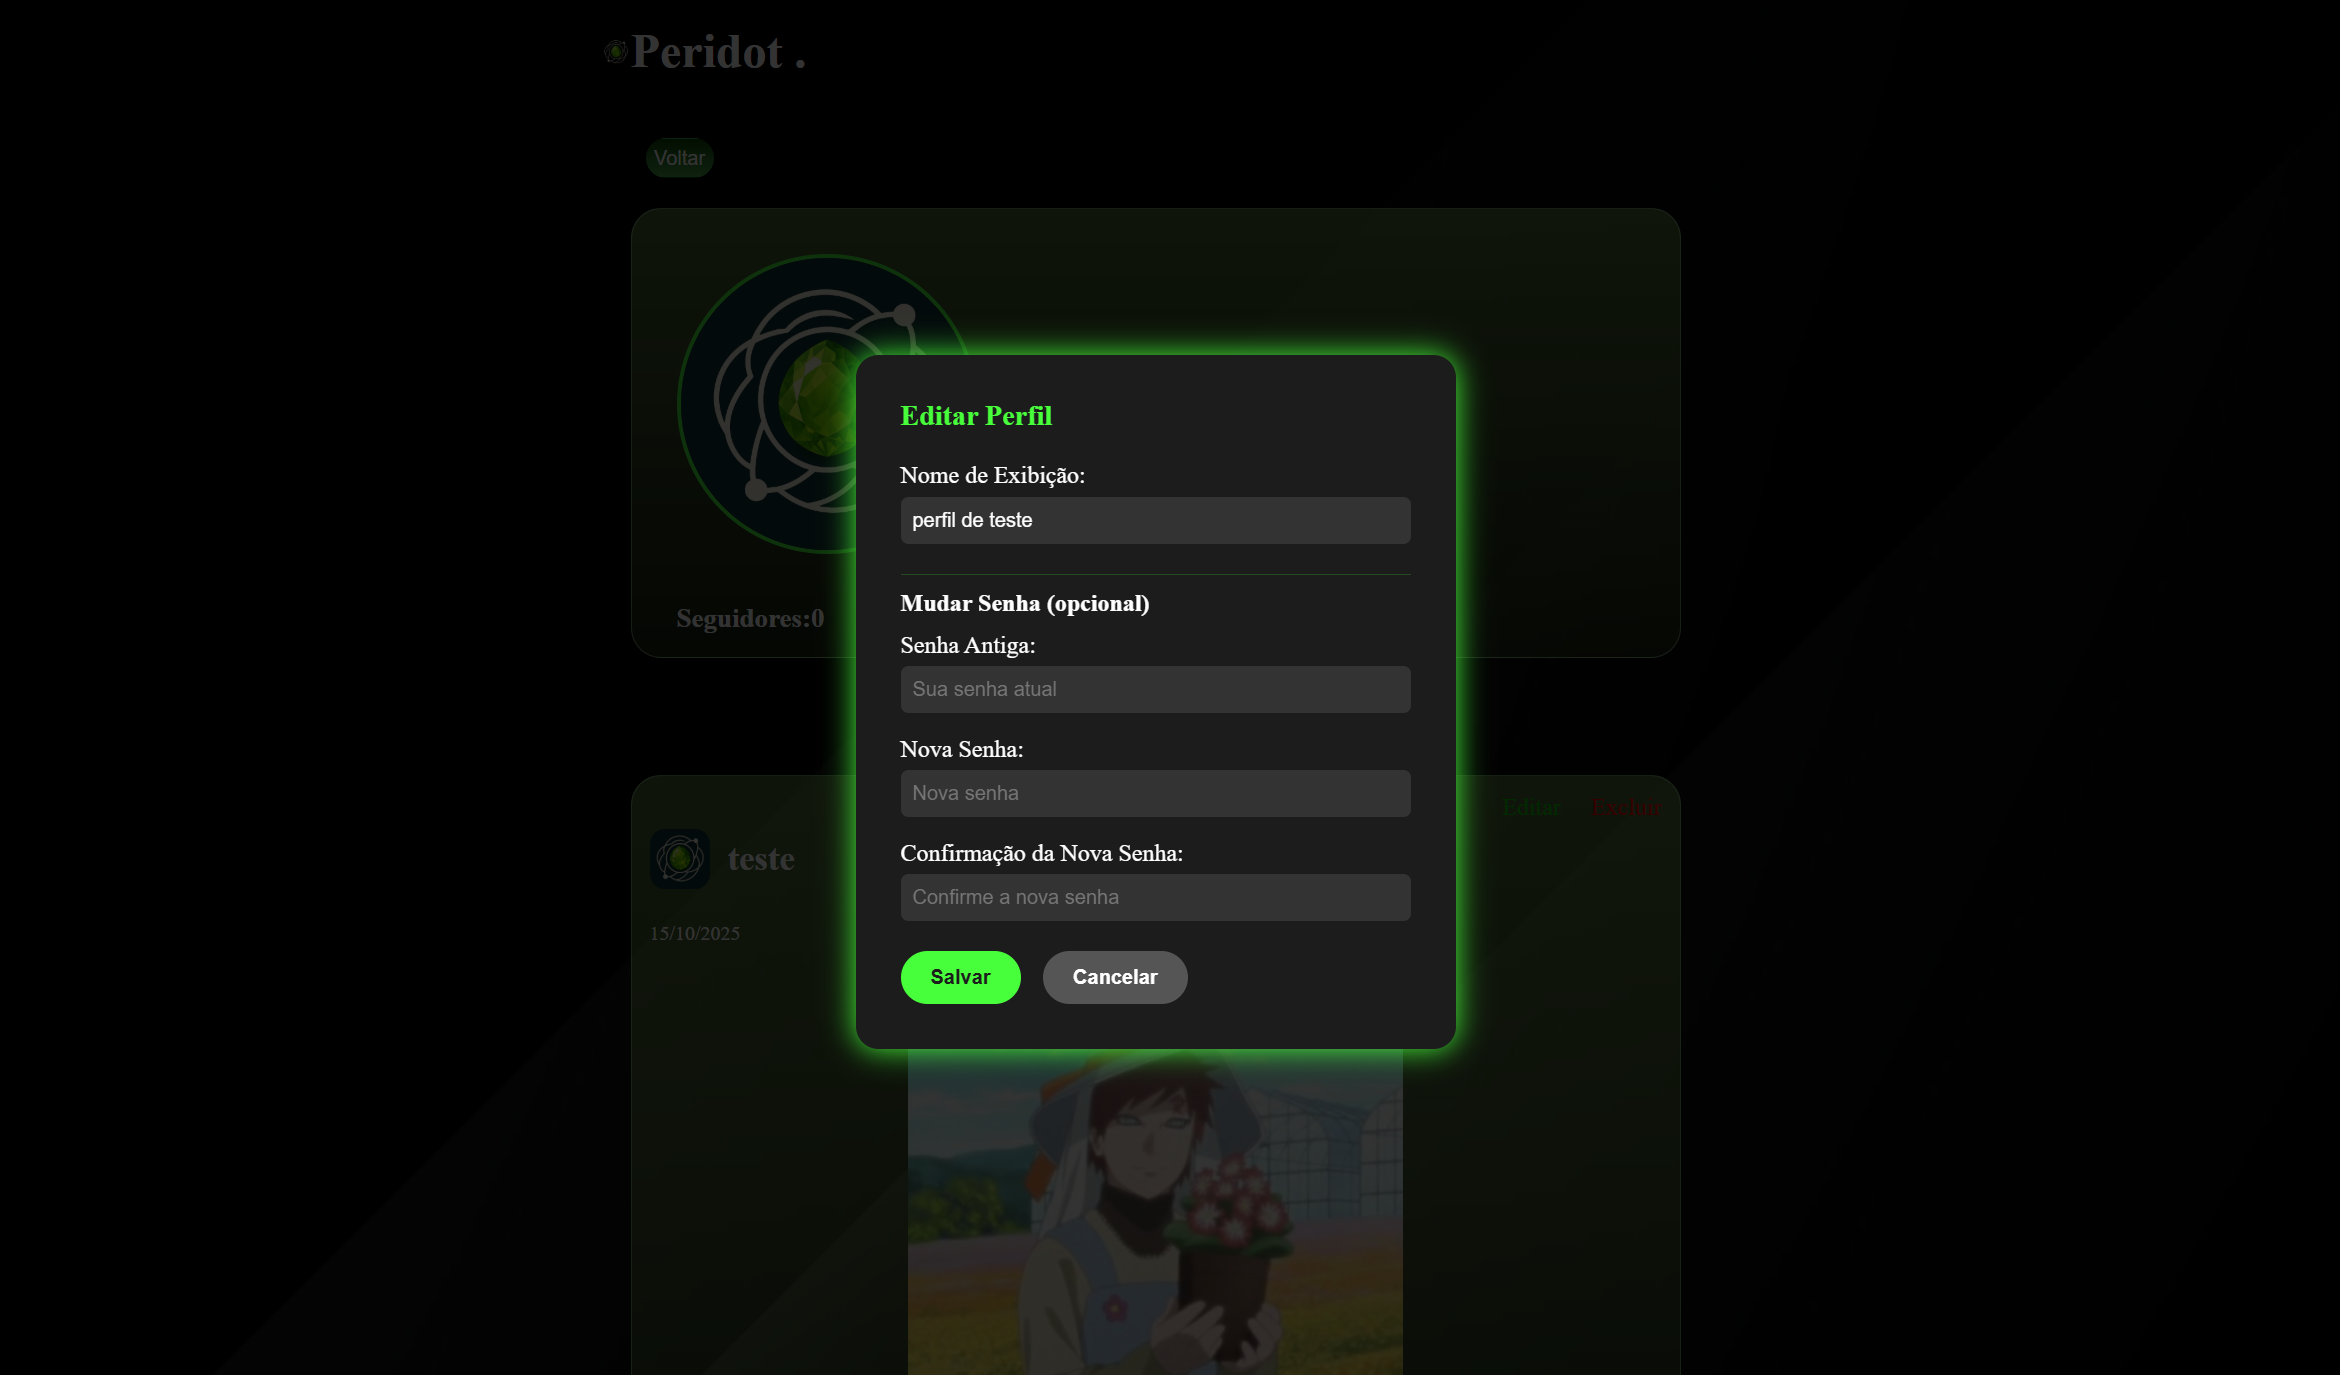 Peridot .
Voltar
Editar Perfil
Nome de Exibição:
perfil de teste
Mudar Senha (opcional)
Seguidores:0
Senha Antiga:
Sua senha atual
Nova Senha:
Nova senha
Editar Excluir
Confirmação da Nova Senha:
teste
Confirme a nova senha
15/10/2025
Salvar Cancelar